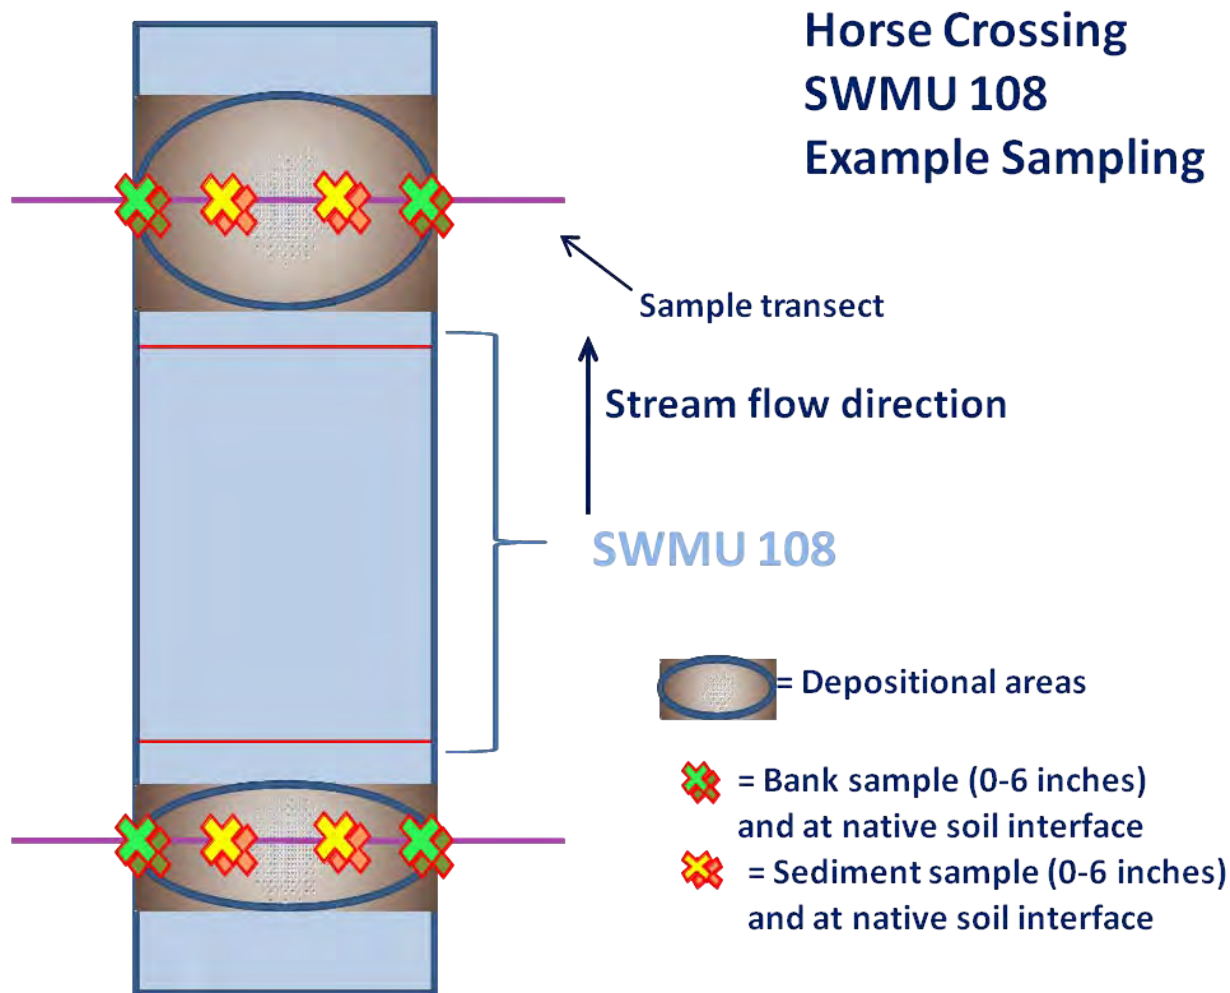 Horse Crossing
SWMU 108
Example Sampling
Sample transect
Stream flow direction
SWMU 108
= Depositional areas
= Bank sample (0-6 inches)
and at native soil interface
= Sediment sample (0-6 inches)
and at native soil interface